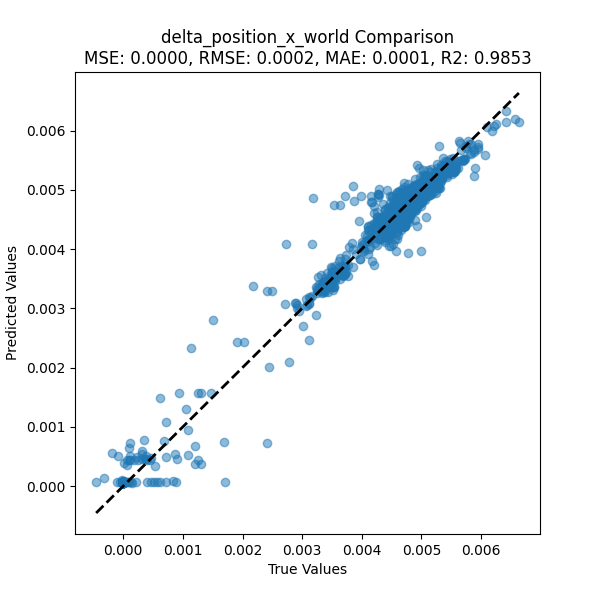 delta_position_x_world Comparison
MSE: 0.0000, RMSE: 0.0002, MAE: 0.0001, R2: 0.9853
0.006
0.005
0.004
0.003
0.002
0.001
0.000
Predicted Values
0.000 0.001 0.002 0.003 0.004 0.005 0.006
True Values